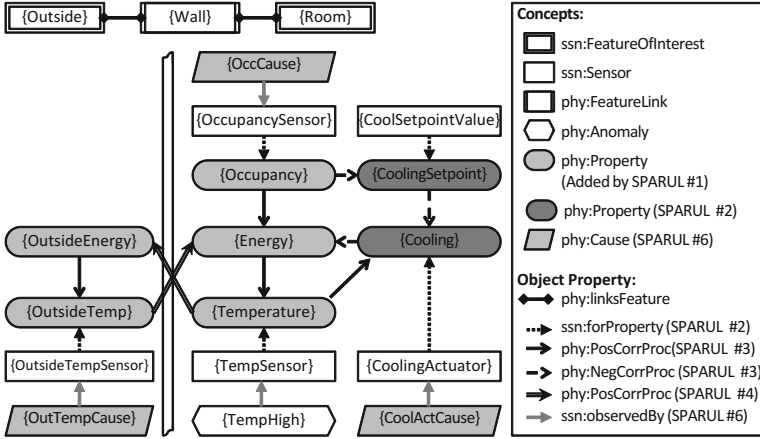 {Outside}
{Wall}
{Room}
{OccCause}
{OccupancySensor}
{CoolSetpointValue}
{Occupancy}
{CoolingSetpoint}
{OutsideEnergy}
{Energy}
{Cooling}
{OutsideTemp}
{Temperature}
{OutsideTempSensor}
{TempSensor}
{CoolingActuator}
{OutTempCause}
{TempHigh}
{CoolActCause}
Concepts:
ssn:FeatureOfInterest
ssn:Sensor
phy:FeatureLink
phy:Anomaly
phy:Property
(Added by SPARUL #1)
phy:Property (SPARUL #2)
phy:Cause (SPARUL #6)
Object Property:
phy:linksFeature
ssn:forProperty (SPARUL #2)
phy:PosCorrProc(SPARUL #3)
phy:NegCorrProc (SPARUL #3)
phy:PosCorrProc (SPARUL #4)
ssn:observedBy (SPARUL #6)